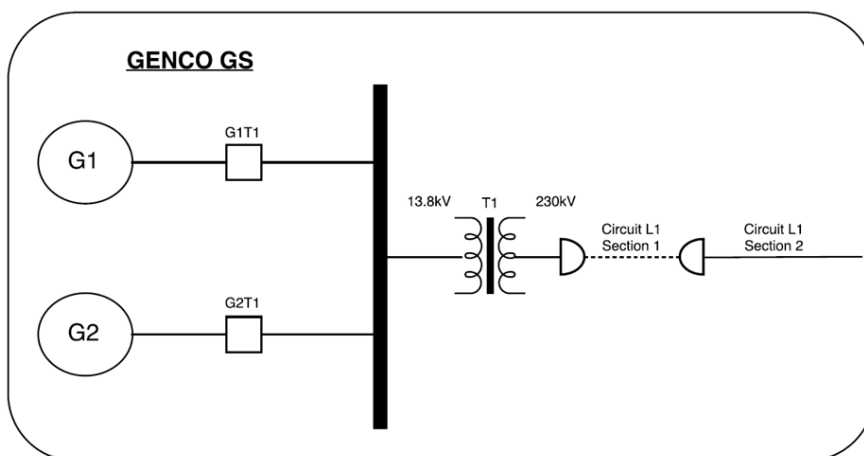 GENCO GS
G1T1
G1
13.8kV
T1
230kV
Circuit L1
Section 1
Circuit L1
Section 2
G2T1
G2